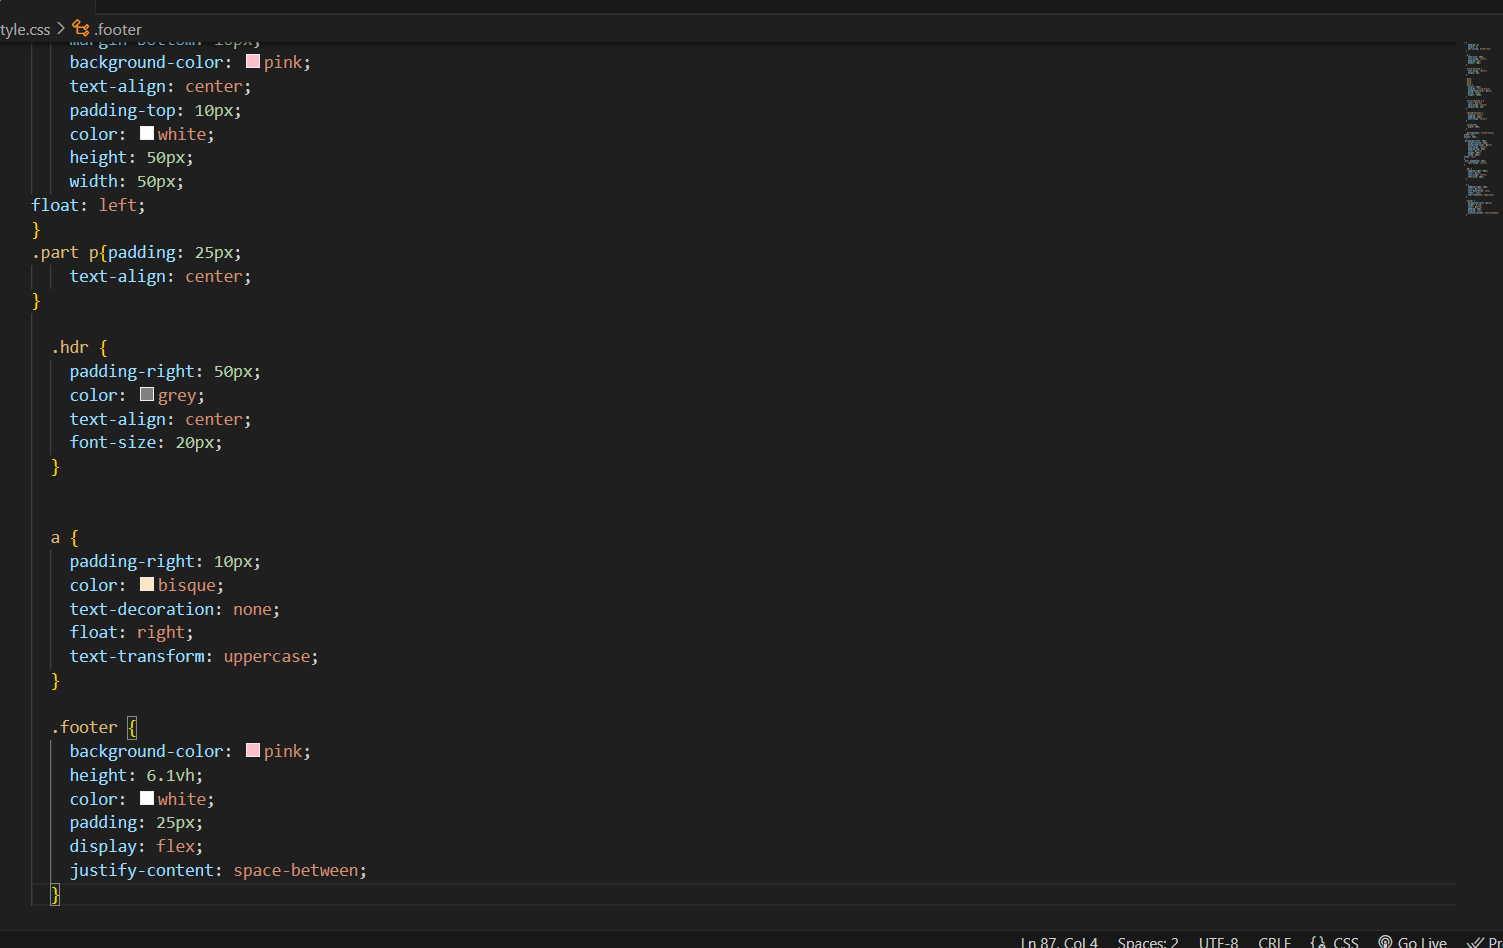 tyle.css > .footer
margin-bottom: 10px;
background-color: pink;
text-align: center;
padding-top: 10px;
color: white;
height: 50px;
width: 50px;
float: left;
}
.part p{padding: 25px;
text-align: center;
}
.hdr {
padding-right: 50px;
color: grey;
text-align: center;
font-size: 20px;
}
a {
padding-right: 10px;
color: bisque;
text-decoration: none;
float: right;
text-transform: uppercase;
}
.footer {
background-color: pink;
height: 6.1vh;
color: white;
padding: 25px;
display: flex;
justify-content: space-between;
}
Ln 87, Col 4 Spaces: 2 UTF-8 CRLF {} CSS Go Live Pr